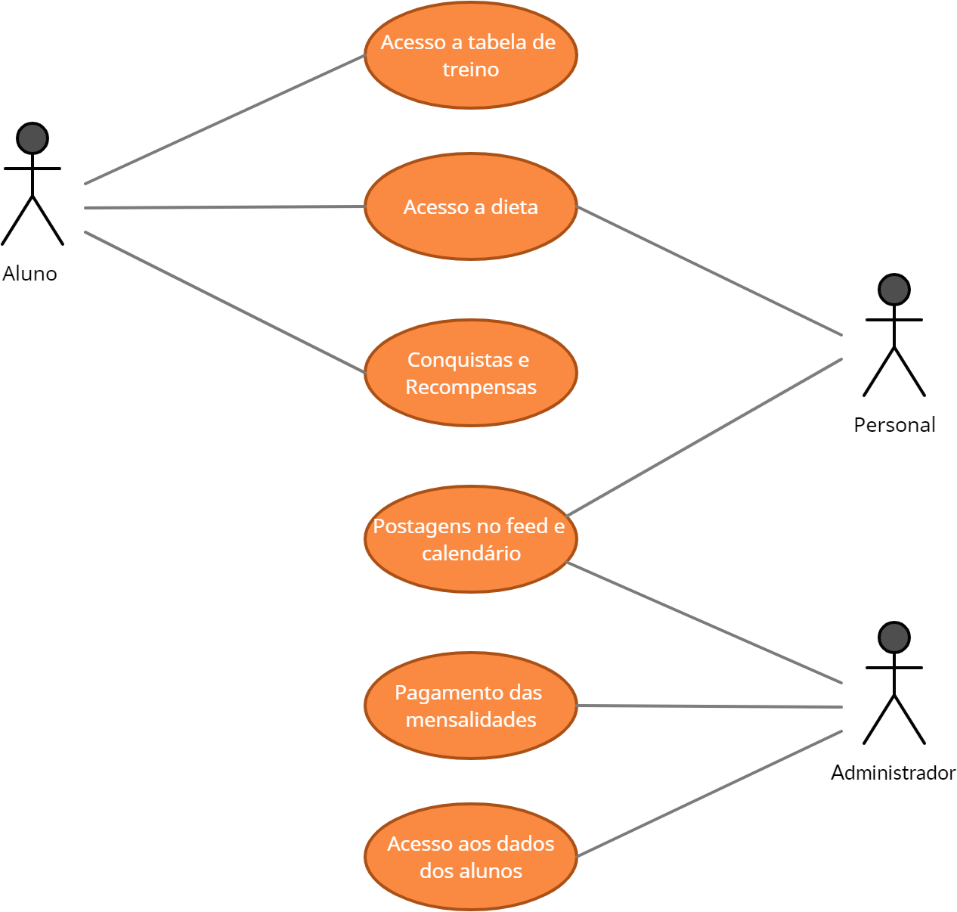 Acesso a tabela de
treino
Acesso a dieta
Aluno
Conquistas e
Recompensas
Personal
Postagens no feed e
calendário
Pagamento das
mensalidades
Administrador
Acesso aos dados
dos alunos